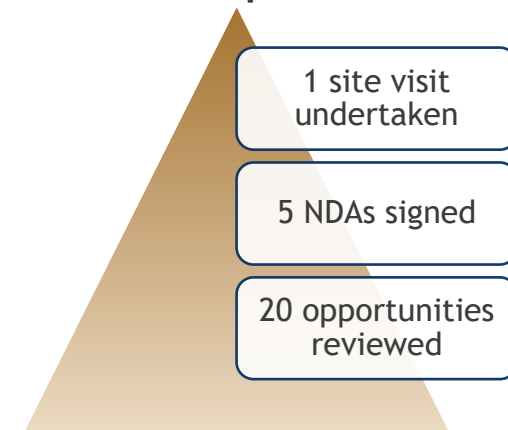 1 site visit
undertaken
5 NDAs signed
20 opportunities
reviewed